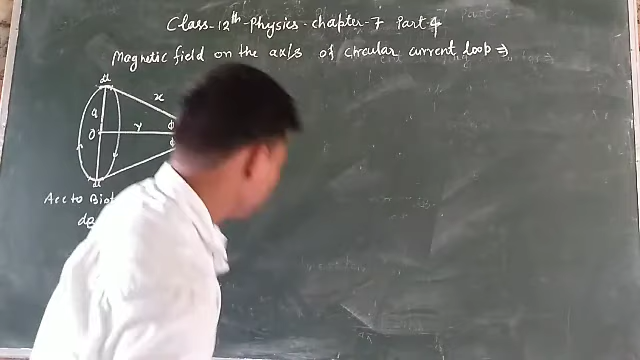 Class-12th-Physics-chapter-7 Part 4
Magnetic field on the axis of circular current loop ⇒
dl
x
a
r
O
φ
φ
dl
Acc to Biot
dB